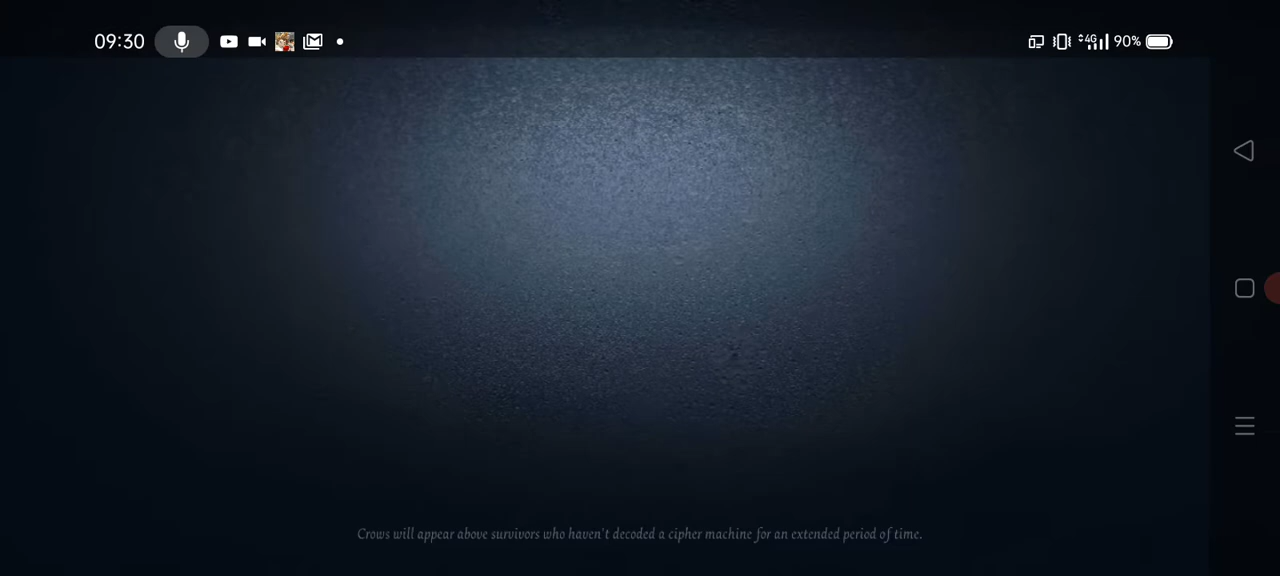 09:30 4G 90%
Crows will appear above survivors who haven't decoded a cipher machine for an extended period of time.